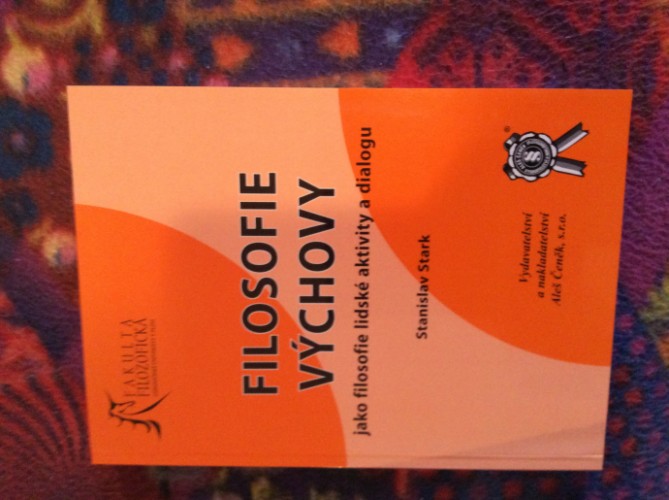 FAKULTA
FILOZOFICKÁ
FILOSOFIE
VÝCHOVY
jako filosofie lidské aktivity a dialogu
Stanislav Stark
Vydavatelství
a nakladatelství
Aleš Čeněk, s.r.o.
®